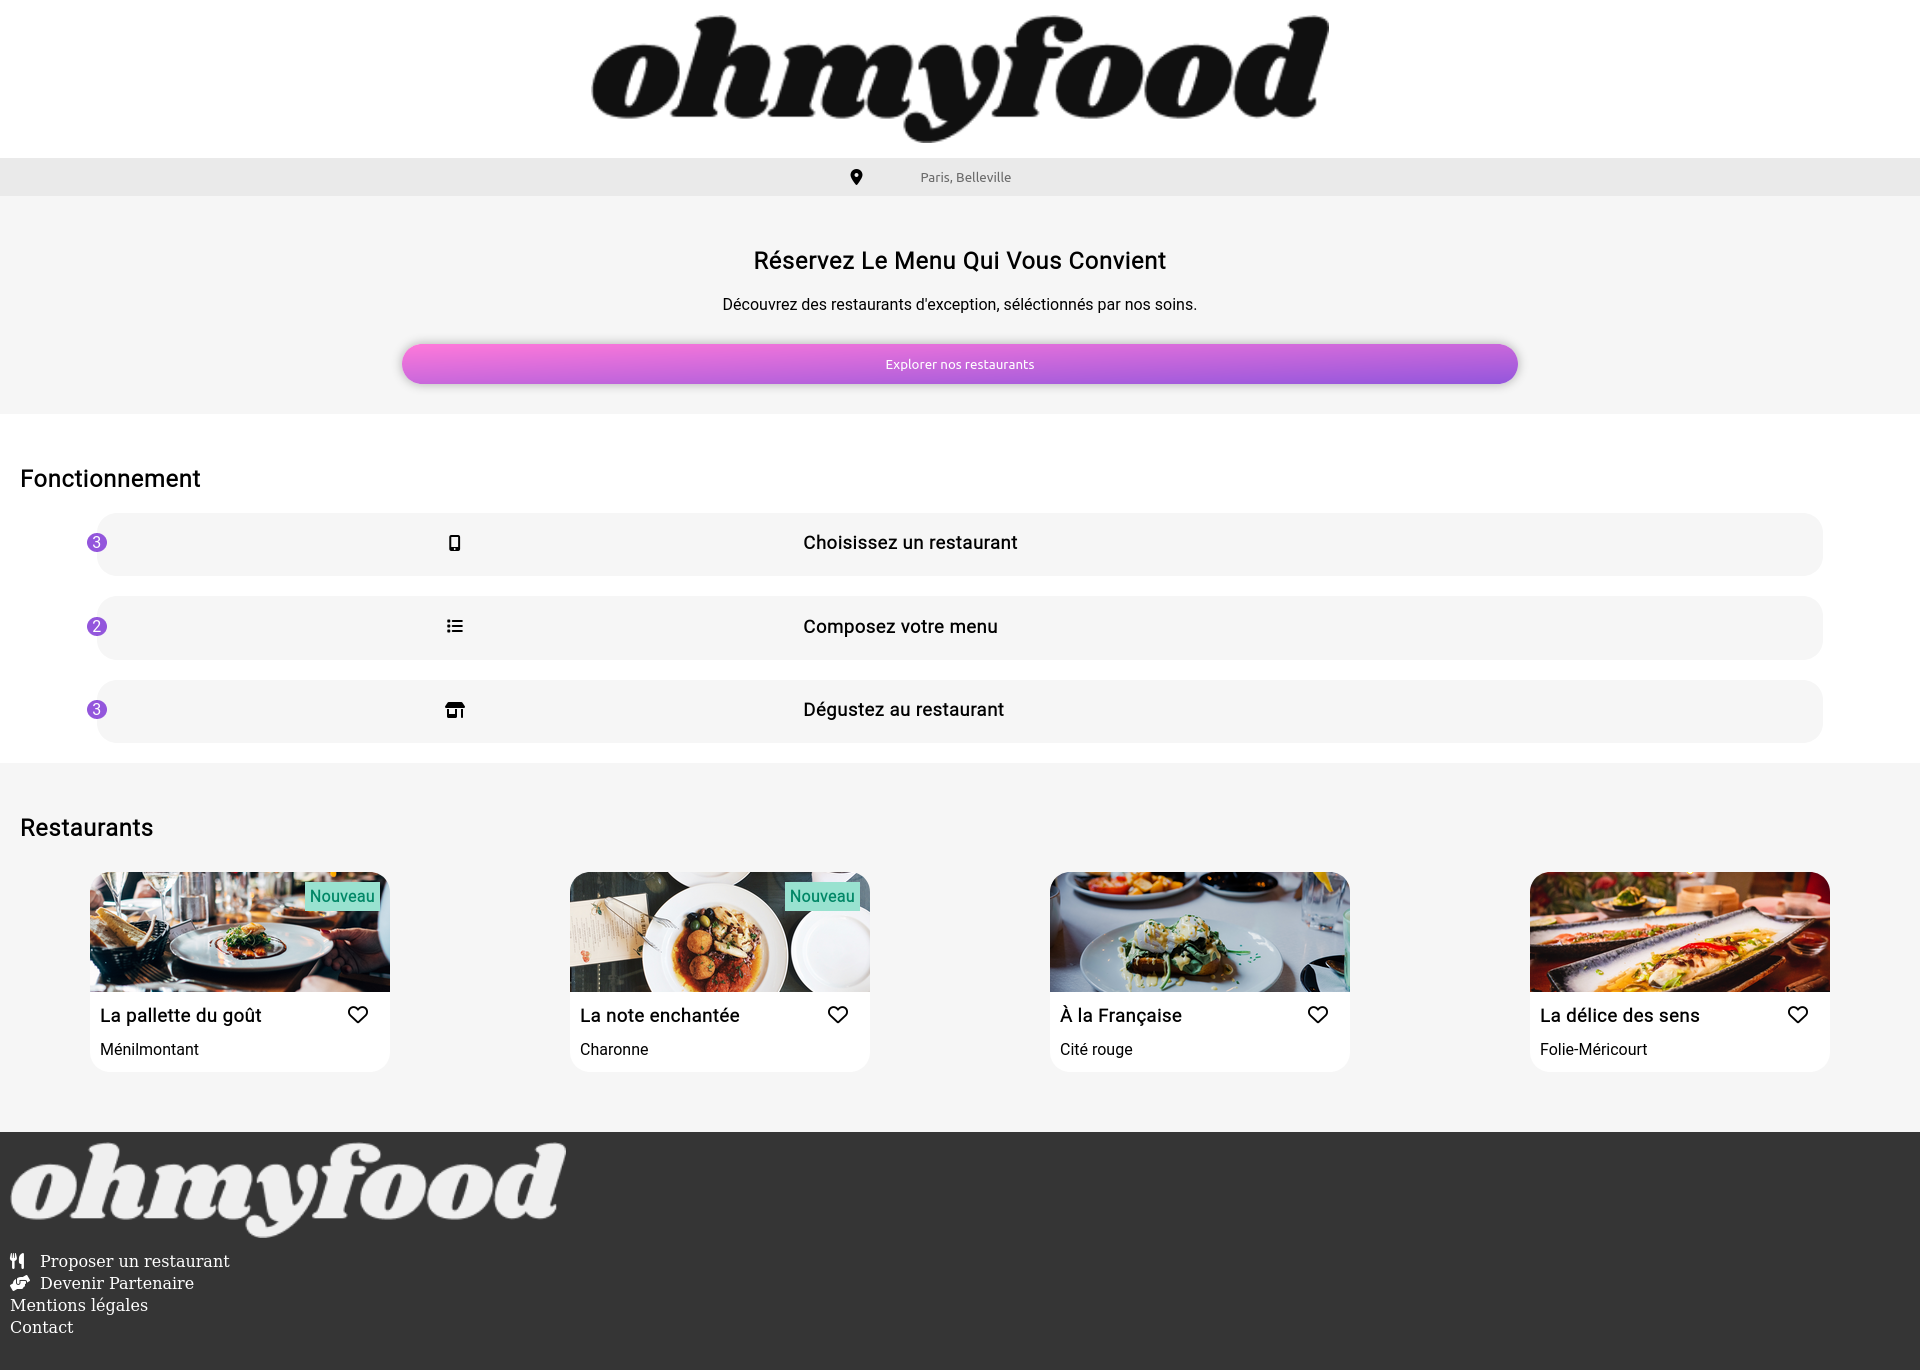 ohmyfood
Paris, Belleville
Réservez Le Menu Qui Vous Convient
Découvrez des restaurants d'exception, séléctionnés par nos soins.
Explorer nos restaurants
Fonctionnement
3 Choisissez un restaurant
2 Composez votre menu
3 Dégustez au restaurant
Restaurants
Nouveau
La pallette du goût
Ménilmontant
Nouveau
La note enchantée
Charonne
À la Française
Cité rouge
La délice des sens
Folie-Méricourt
ohmyfood
Proposer un restaurant
Devenir Partenaire
Mentions légales
Contact